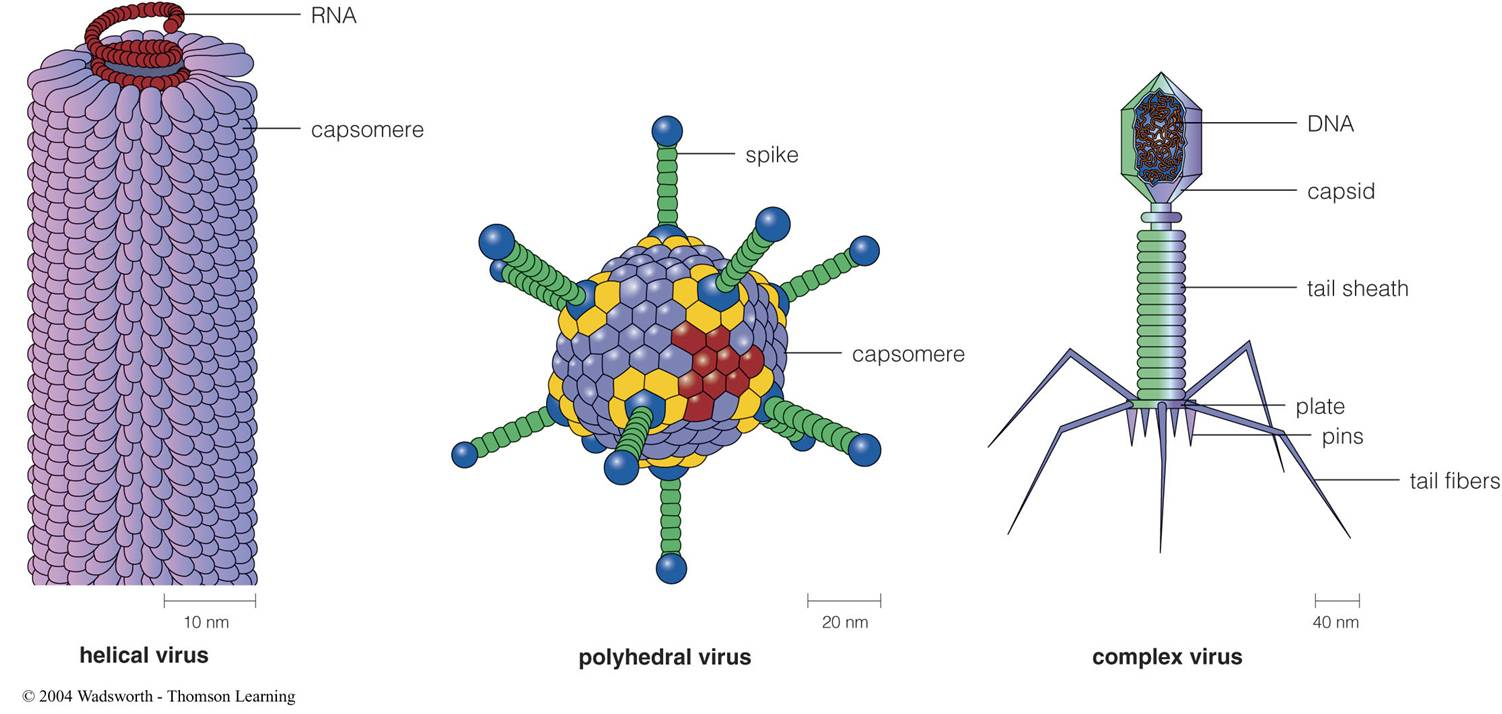 RNA
capsomere
10 nm
helical virus
spike
capsomere
20 nm
polyhedral virus
DNA
capsid
tail sheath
plate
pins
tail fibers
40 nm
complex virus
© 2004 Wadsworth - Thomson Learning